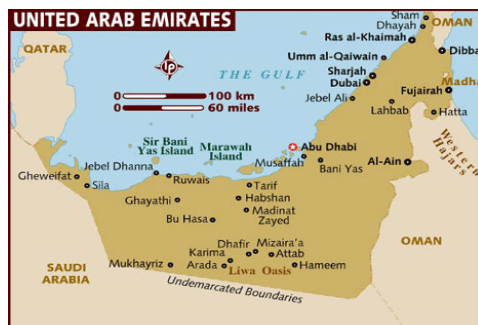 UNITED ARAB EMIRATES
Sham
OMAN
Dhayah
Ras al-Khaimah
QATAR
Dibba
Umm al-Qaiwain
THE GULF
Sharjah
Dubai
Madha
Fujairah
0 100 km
0 60 miles
Jebel Ali
Lahbab
Hatta
Western Hajars
Sir Bani
Yas Island
Marawah
Island
Abu Dhabi
Musaffah
Bani Yas
Al-Ain
Jebel Dhanna
Gheweifat
Ruwais
Sila
Tarif
Ghayathi
Habshan
Madinat
Zayed
Bu Hasa
OMAN
Dhafir
Mizaira'a
Karima
Attab
SAUDI
ARABIA
Mukhayriz
Arada
Liwa Oasis
Hameem
Undemarcated Boundaries